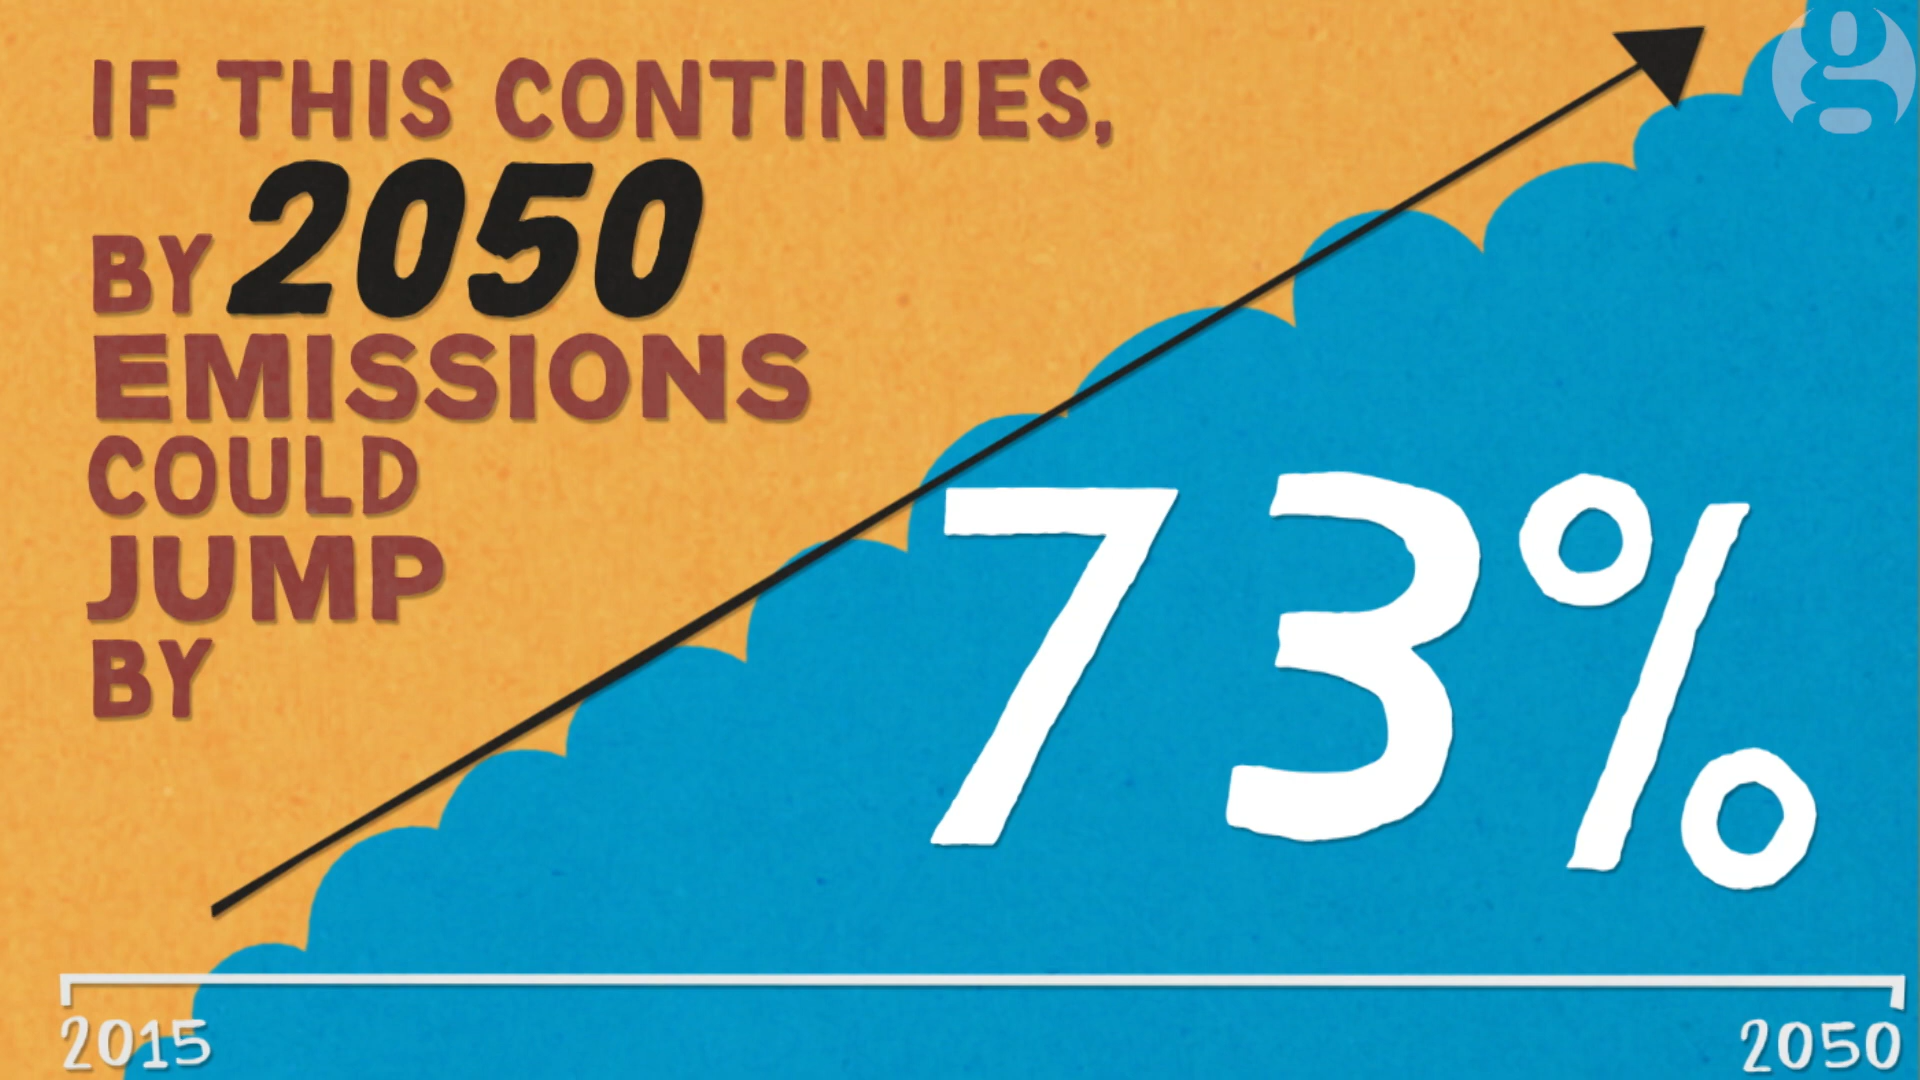 IF THIS CONTINUES,
BY 2050
EMISSIONS
COULD
JUMP
BY
73%
2015
2050
g